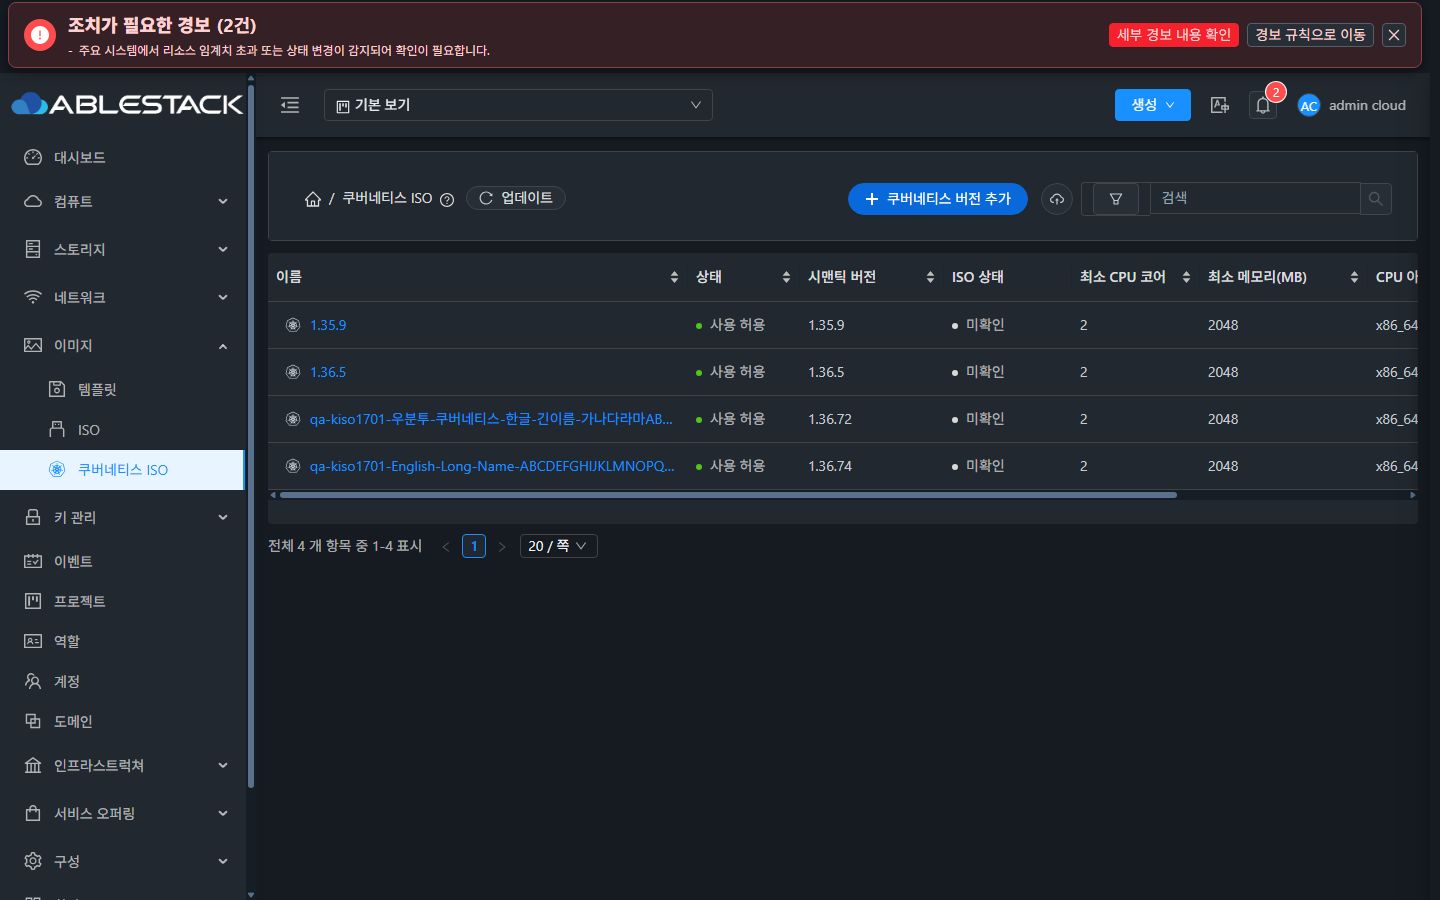 조치가 필요한 경보 (2건)
- 주요 시스템에서 리소스 임계치 초과 또는 상태 변경이 감지되어 확인이 필요합니다.
세부 경보 내용 확인
경보 규칙으로 이동
ABLESTACK
기본 보기
생성
2
AC
admin cloud
대시보드
컴퓨트
스토리지
네트워크
이미지
템플릿
ISO
쿠버네티스 ISO
키 관리
이벤트
프로젝트
역할
계정
도메인
인프라스트럭쳐
서비스 오퍼링
구성
/ 쿠버네티스 ISO
업데이트
쿠버네티스 버전 추가
검색
이름 상태 시맨틱 버전 ISO 상태 최소 CPU 코어 최소 메모리(MB) CPU 아
1.35.9 사용 허용 1.35.9 미확인 2 2048 x86_64
1.36.5 사용 허용 1.36.5 미확인 2 2048 x86_64
qa-kiso1701-우분투-쿠버네티스-한글-긴이름-가나다라마AB... 사용 허용 1.36.72 미확인 2 2048 x86_64
qa-kiso1701-English-Long-Name-ABCDEFGHIJKLMNOPQ... 사용 허용 1.36.74 미확인 2 2048 x86_64
전체 4 개 항목 중 1-4 표시
1
20 / 쪽